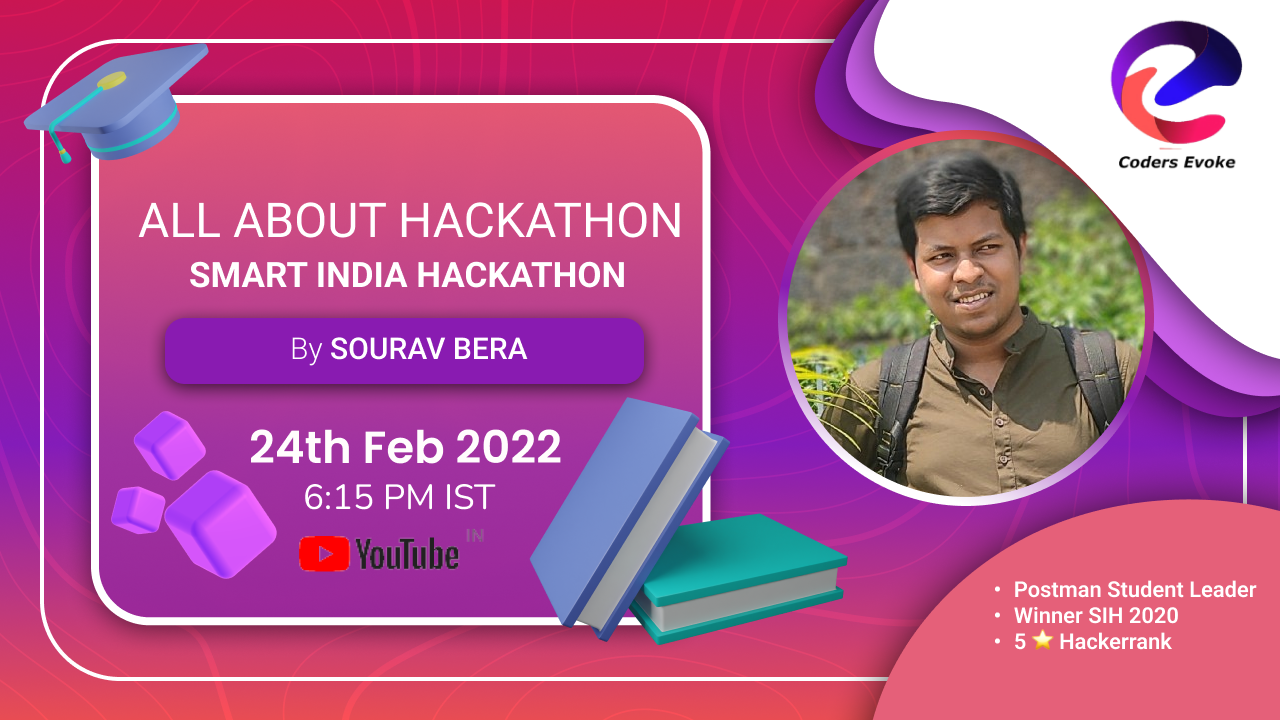 Coders Evoke
ALL ABOUT HACKATHON
SMART INDIA HACKATHON
By SOURAV BERA
24th Feb 2022
6:15 PM IST
YouTube IN
• Postman Student Leader
• Winner SIH 2020
• 5 ⭐ Hackerrank